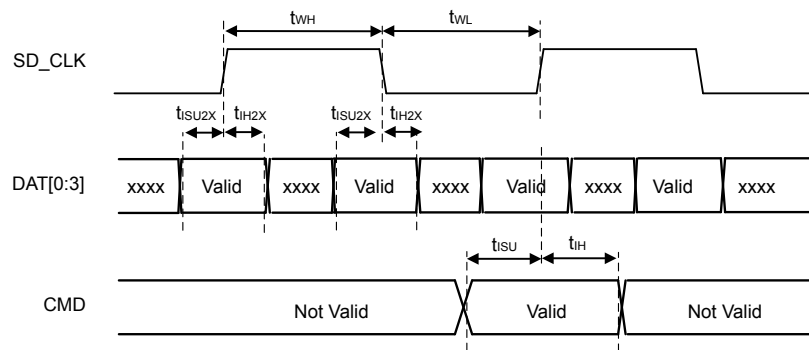 tWH tWL
SD_CLK
tISU2X tIH2X tISU2X tIH2X
DAT[0:3] xxxx Valid xxxx Valid xxxx Valid xxxx Valid xxxx
tISU tIH
CMD Not Valid Valid Not Valid